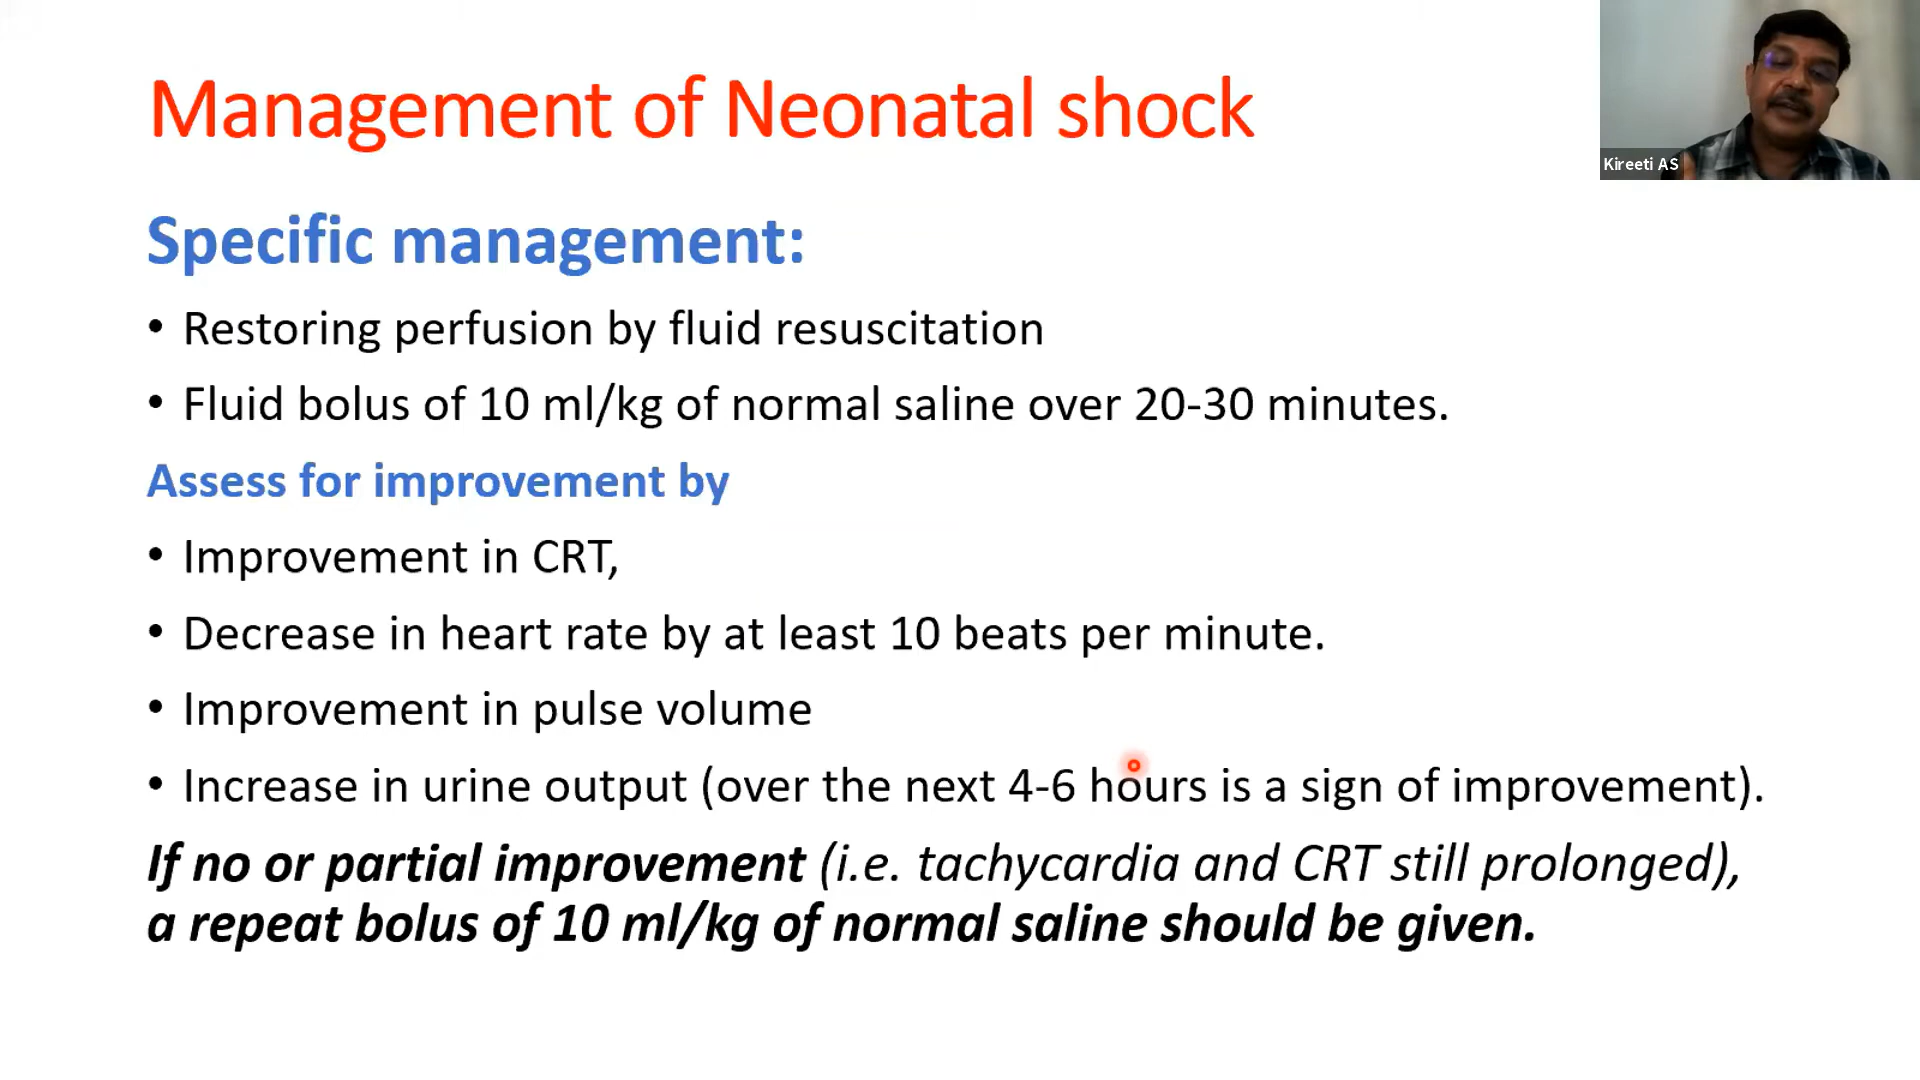 Management of Neonatal shock
Kireeti AS
Specific management:
• Restoring perfusion by fluid resuscitation
• Fluid bolus of 10 ml/kg of normal saline over 20-30 minutes.
Assess for improvement by
• Improvement in CRT,
• Decrease in heart rate by at least 10 beats per minute.
• Improvement in pulse volume
• Increase in urine output (over the next 4-6 hours is a sign of improvement).
If no or partial improvement (i.e. tachycardia and CRT still prolonged),
a repeat bolus of 10 ml/kg of normal saline should be given.